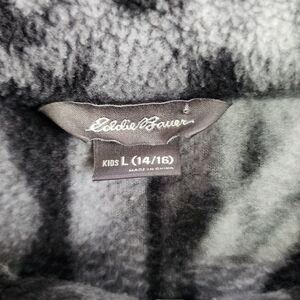 Eddie Bauer
KIDS L (14/16)
MADE IN CHINA